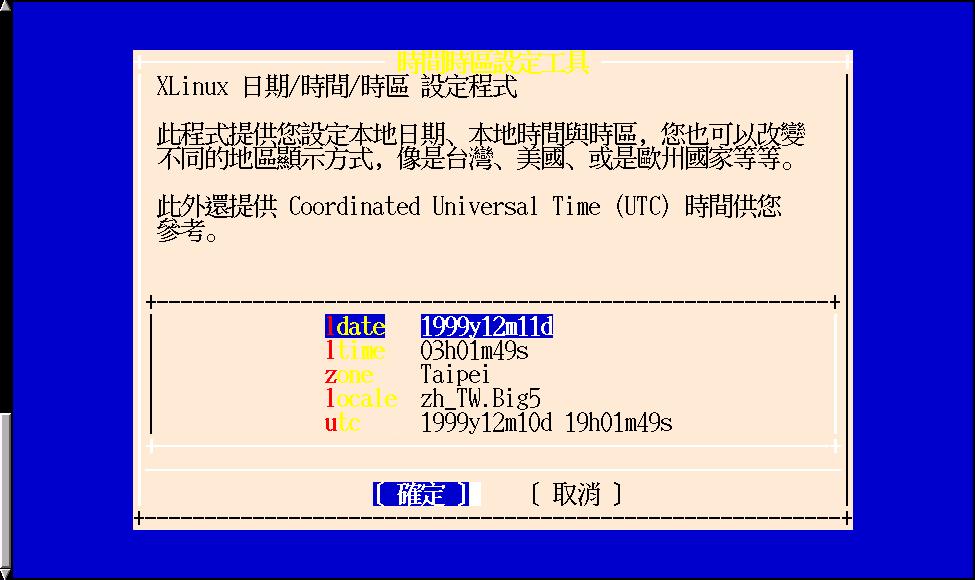 時間時區設定工具
XLinux 日期/時間/時區 設定程式
此程式提供您設定本地日期、本地時間與時區，您也可以改變
不同的地區顯示方式，像是台灣、美國、或是歐州國家等等。
此外還提供 Coordinated Universal Time (UTC) 時間供您
參考。
ldate 1999y12m11d
ltime 03h01m49s
zone Taipei
locale zh_TW.Big5
utc 1999y12m10d 19h01m49s
[ 確定 ] [ 取消 ]